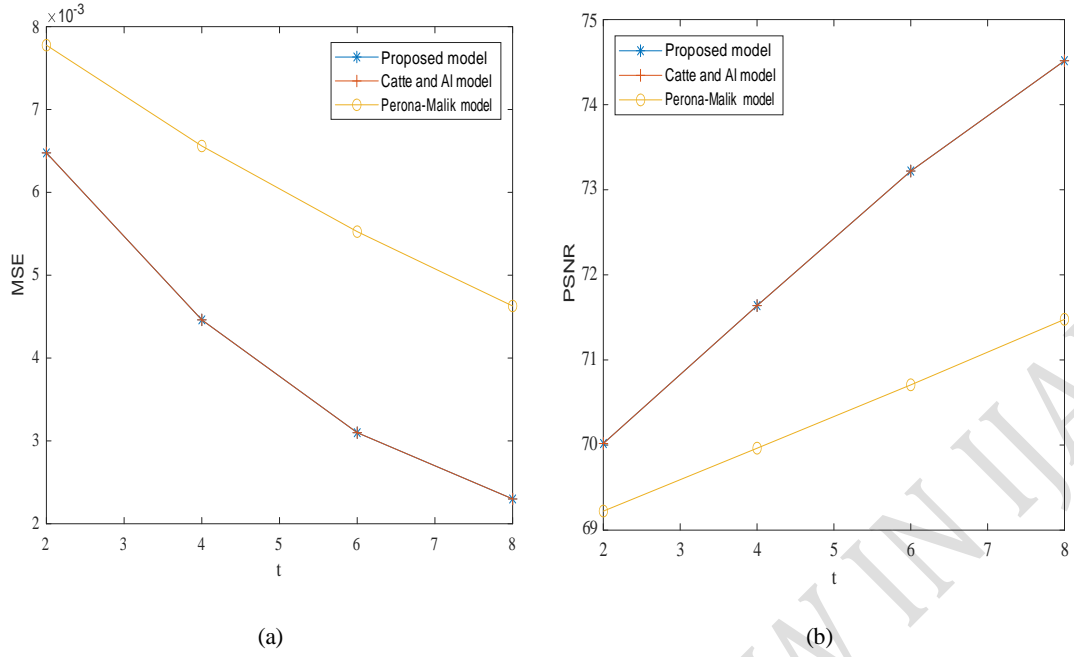 ×10⁻³
8
7
6
5
4
3
2
MSE
2 3 4 5 6 7 8
t
Proposed model
Catte and Al model
Perona-Malik model
(a)
75
74
73
72
71
70
69
PSNR
2 3 4 5 6 7 8
t
Proposed model
Catte and Al model
Perona-Malik model
(b)
W IN IJA